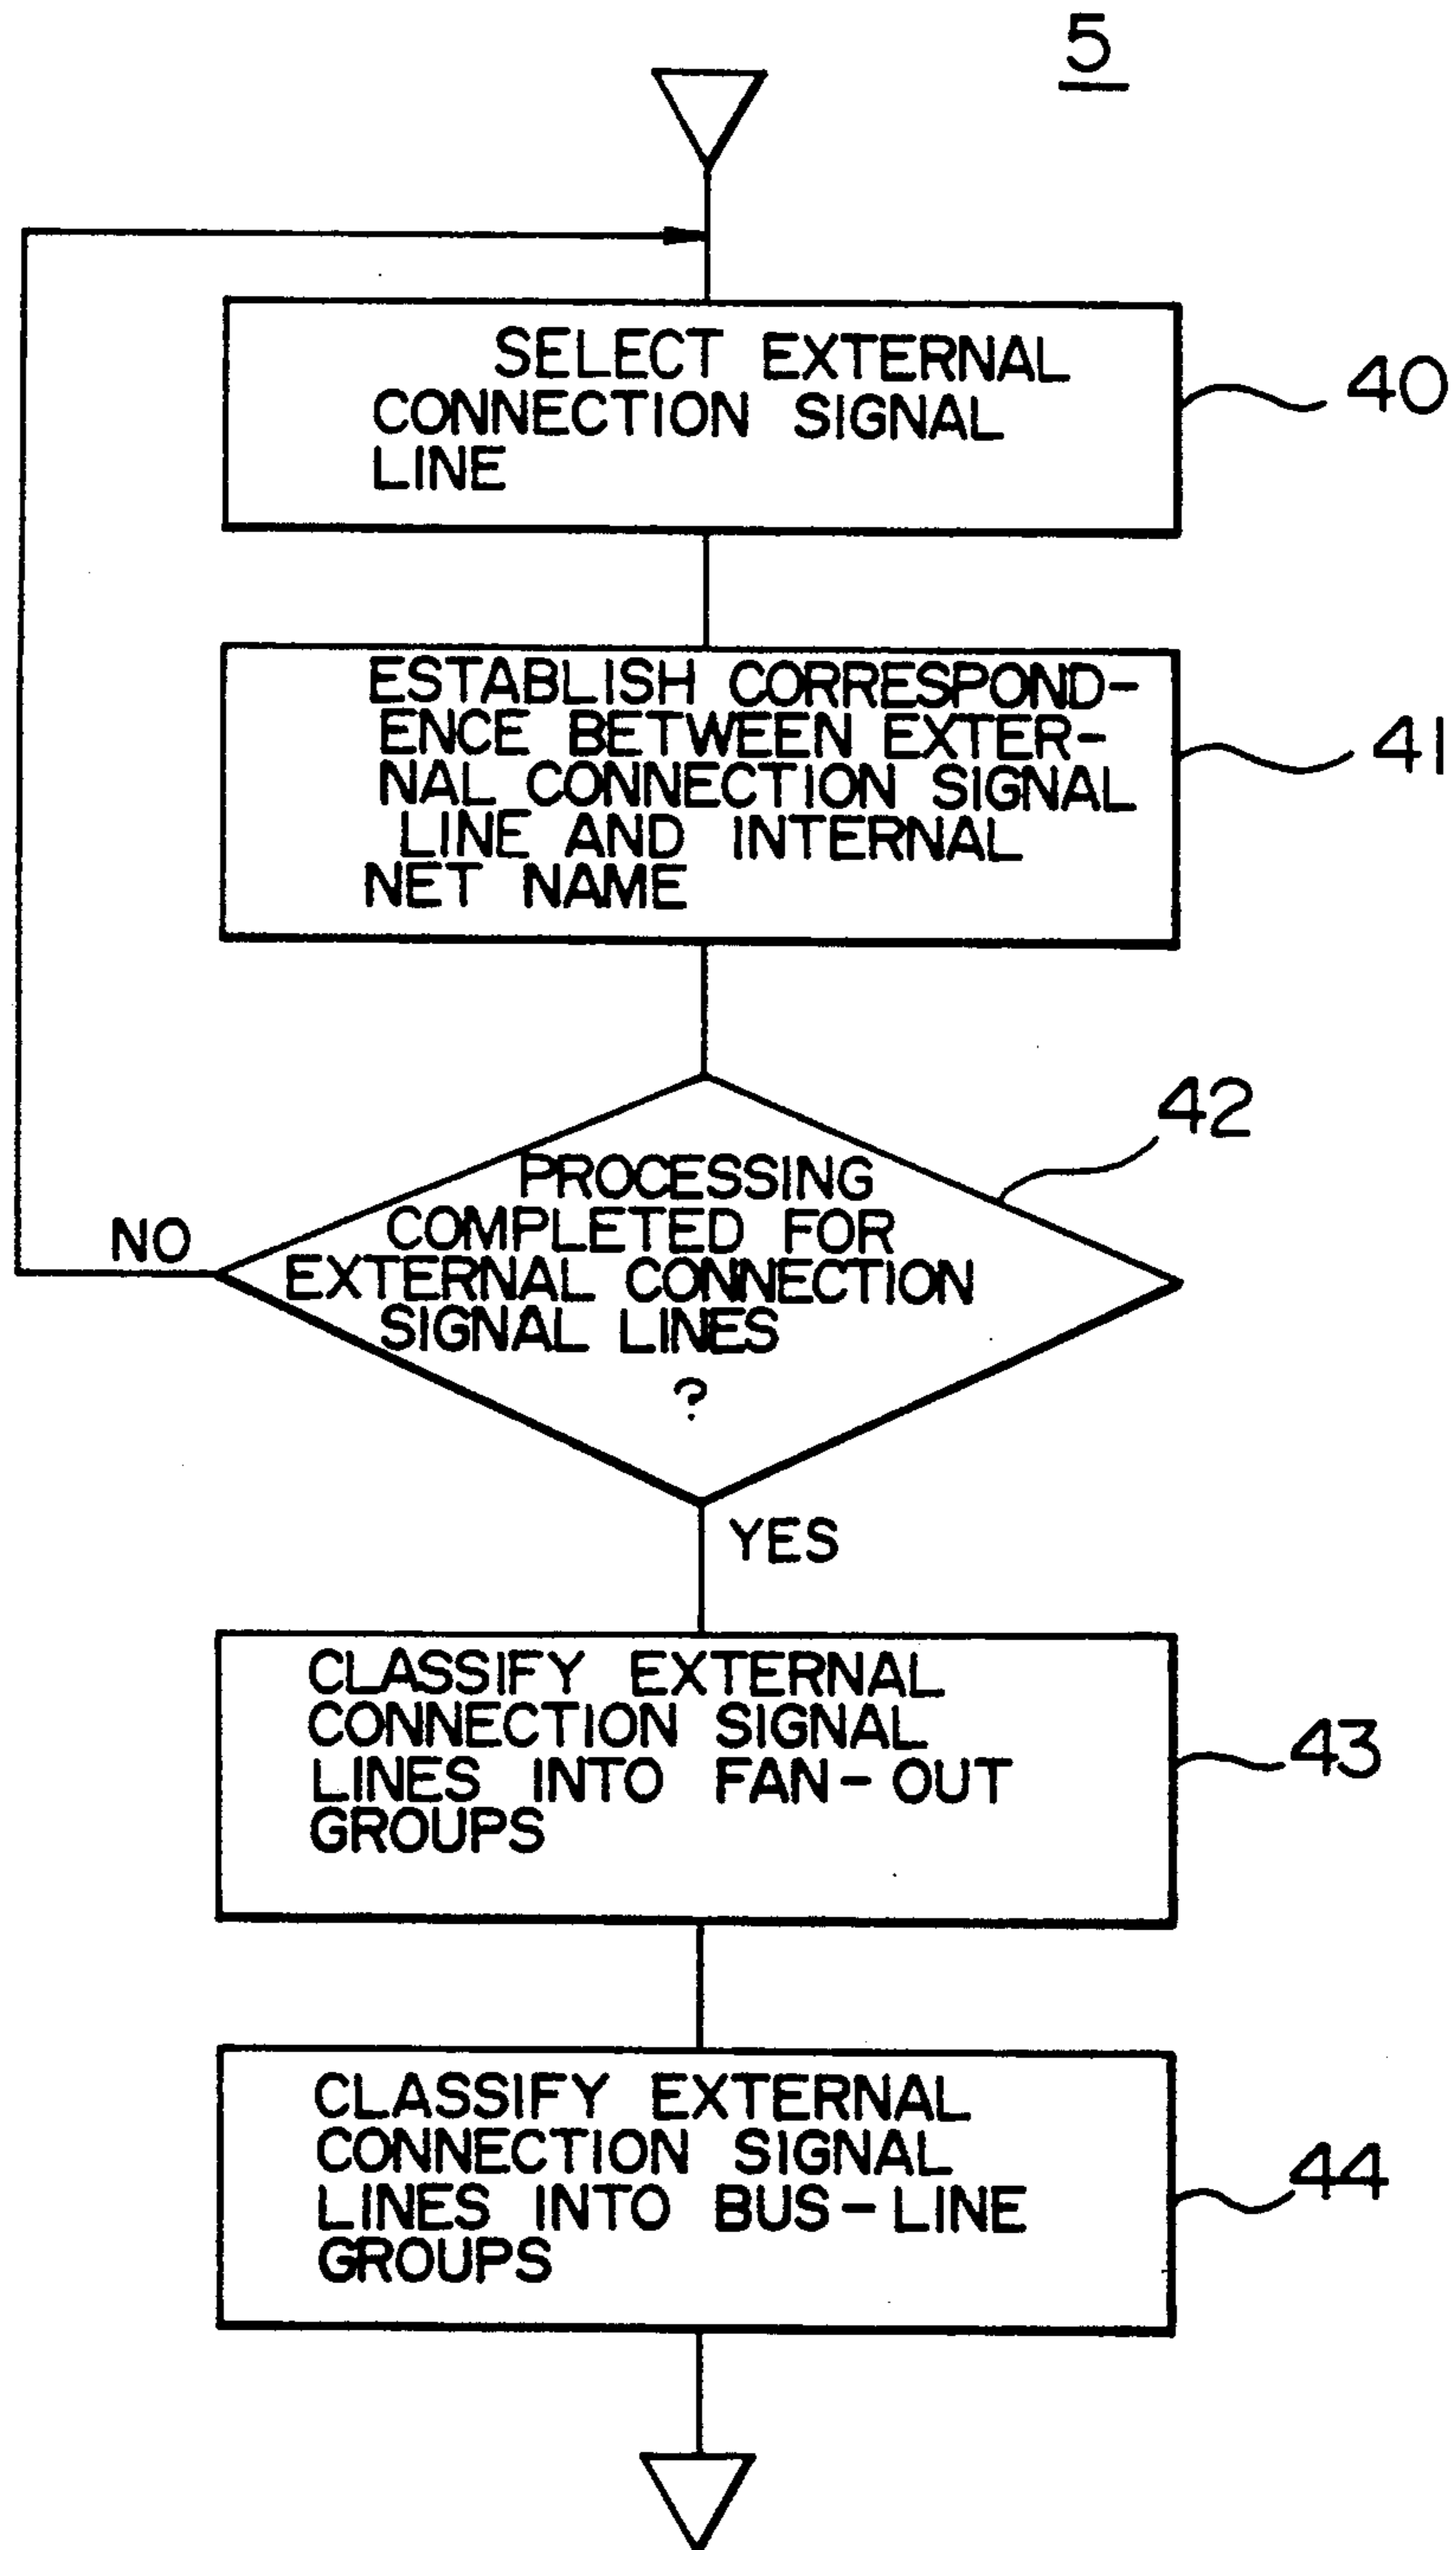 5
SELECT EXTERNAL
CONNECTION SIGNAL
LINE
40
ESTABLISH CORRESPOND-
ENCE BETWEEN EXTER-
NAL CONNECTION SIGNAL
LINE AND INTERNAL
NET NAME
41
42
PROCESSING
COMPLETED FOR
EXTERNAL CONNECTION
SIGNAL LINES
?
NO
YES
CLASSIFY EXTERNAL
CONNECTION SIGNAL
LINES INTO FAN-OUT
GROUPS
43
CLASSIFY EXTERNAL
CONNECTION SIGNAL
LINES INTO BUS-LINE
GROUPS
44